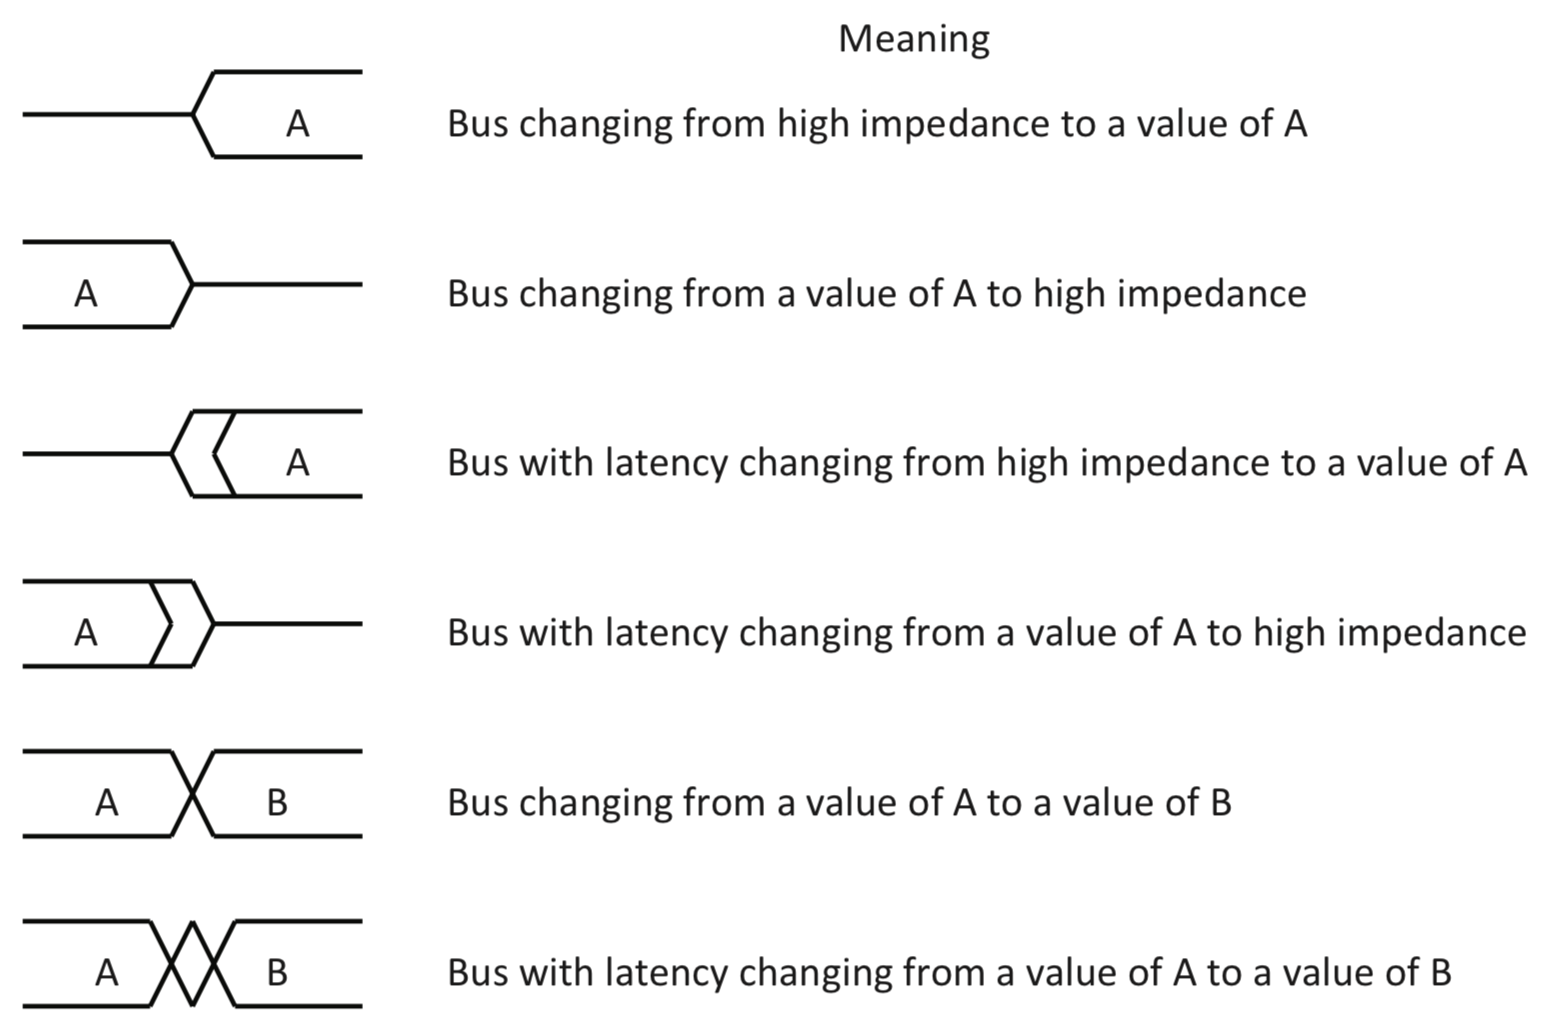 Meaning
A Bus changing from high impedance to a value of A
A Bus changing from a value of A to high impedance
A Bus with latency changing from high impedance to a value of A
A Bus with latency changing from a value of A to high impedance
A B Bus changing from a value of A to a value of B
A B Bus with latency changing from a value of A to a value of B